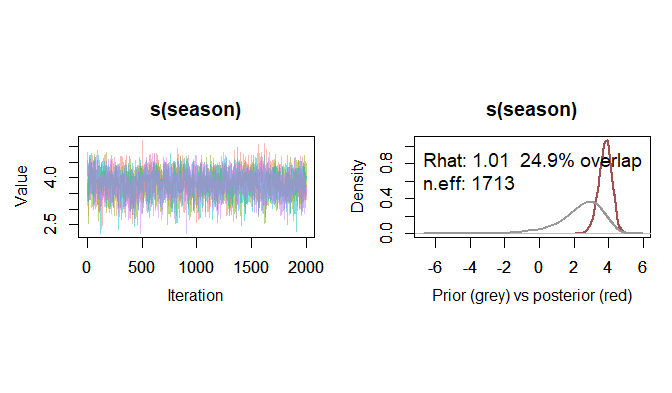 s(season)
Value
2.5 4.0
0 500 1000 1500 2000
Iteration
s(season)
Density
0.0 0.4 0.8
Rhat: 1.01 24.9% overlap
n.eff: 1713
-6 -4 -2 0 2 4 6
Prior (grey) vs posterior (red)